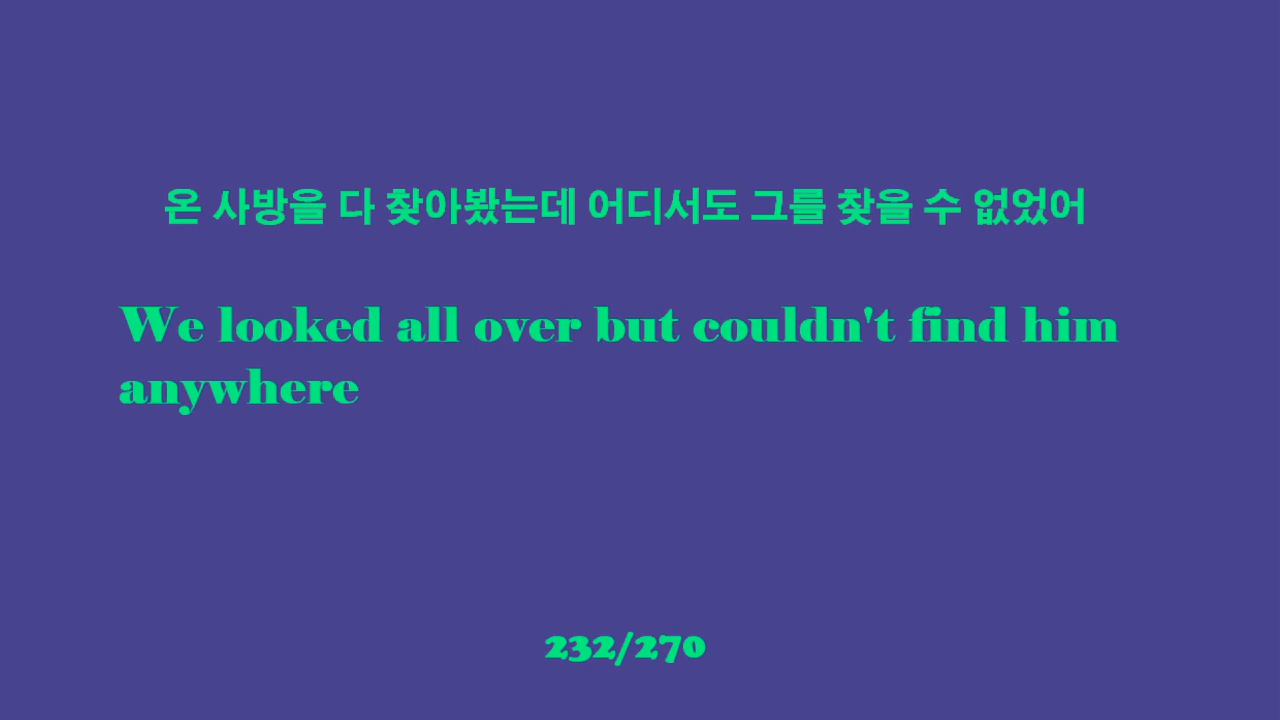 온 사방을 다 찾아봤는데 어디서도 그를 찾을 수 없었어
We looked all over but couldn't find him
anywhere
232/270